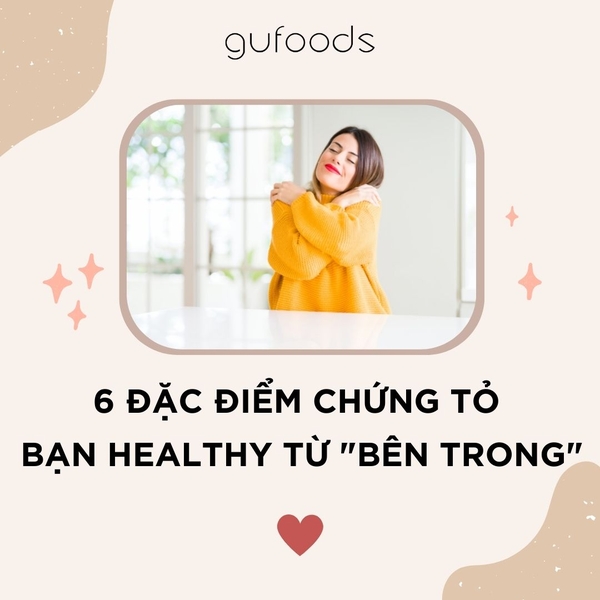 gufoods
6 ĐẶC ĐIỂM CHỨNG TỎ
BẠN HEALTHY TỪ "BÊN TRONG"